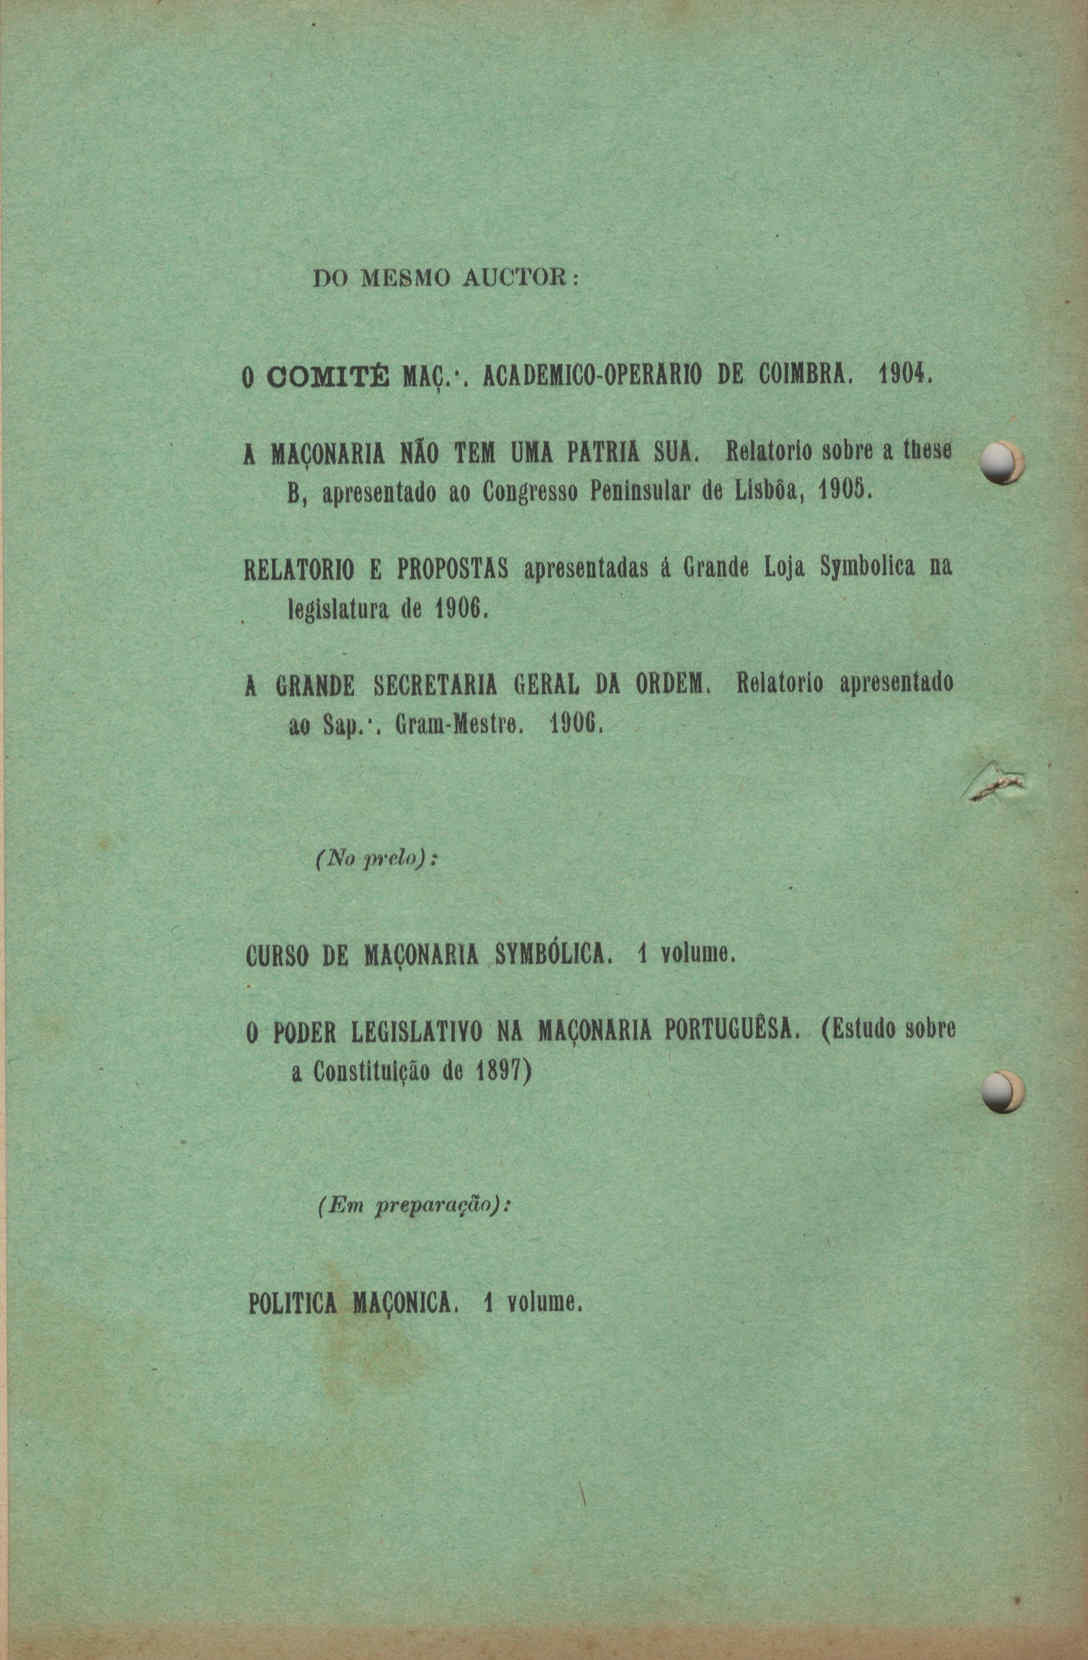 DO MESMO AUCTOR:
O COMITÉ MAÇ.·. ACADEMICO-OPERARIO DE COIMBRA. 1904.
A MAÇONARIA NÃO TEM UMA PATRIA SUA. Relatorio sobre a these
B, apresentado ao Congresso Peninsular de Lisbôa, 1905.
RELATORIO E PROPOSTAS apresentadas á Grande Loja Symbolica na
legislatura de 1906.
A GRANDE SECRETARIA GERAL DA ORDEM. Relatorio apresentado
ao Sap.·. Gram-Mestre. 1906.
(No prelo):
CURSO DE MAÇONARIA SYMBÓLICA. 1 volume.
O PODER LEGISLATIVO NA MAÇONARIA PORTUGUÊSA. (Estudo sobre
a Constituição de 1897)
(Em preparação):
POLITICA MAÇONICA. 1 volume.